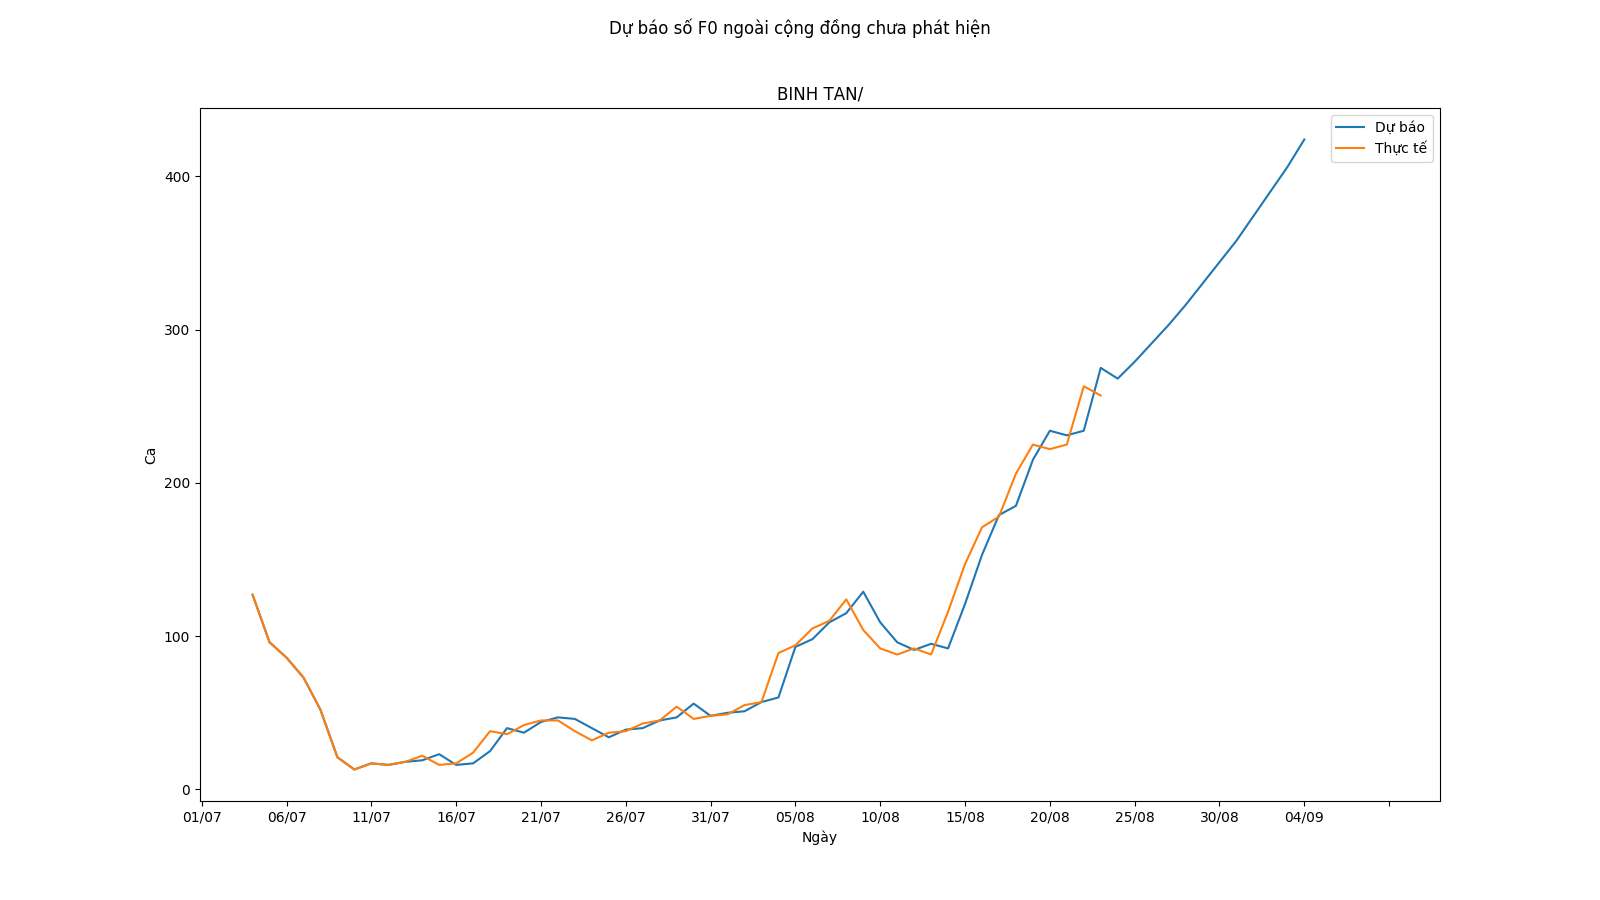 Dự báo số F0 ngoài cộng đồng chưa phát hiện
BINH TAN/
Dự báo
Thực tế
400
300
200
100
0
Ca
01/07 06/07 11/07 16/07 21/07 26/07 31/07 05/08 10/08 15/08 20/08 25/08 30/08 04/09
Ngày